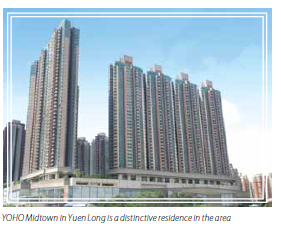 YOHO Midtown in Yuen Long is a distinctive residence in the area